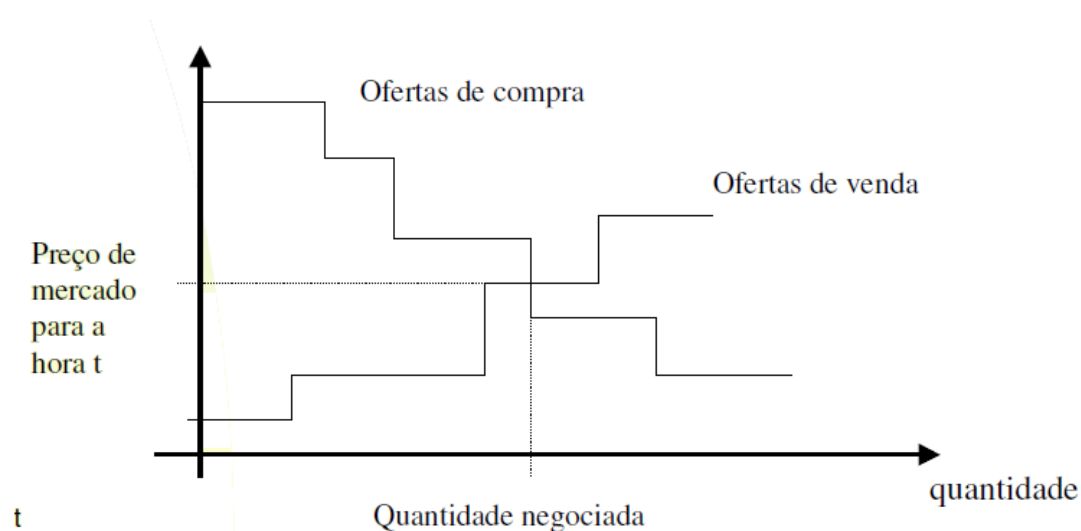 Ofertas de compra
Ofertas de venda
Preço de
mercado
para a
hora t
quantidade
t
Quantidade negociada